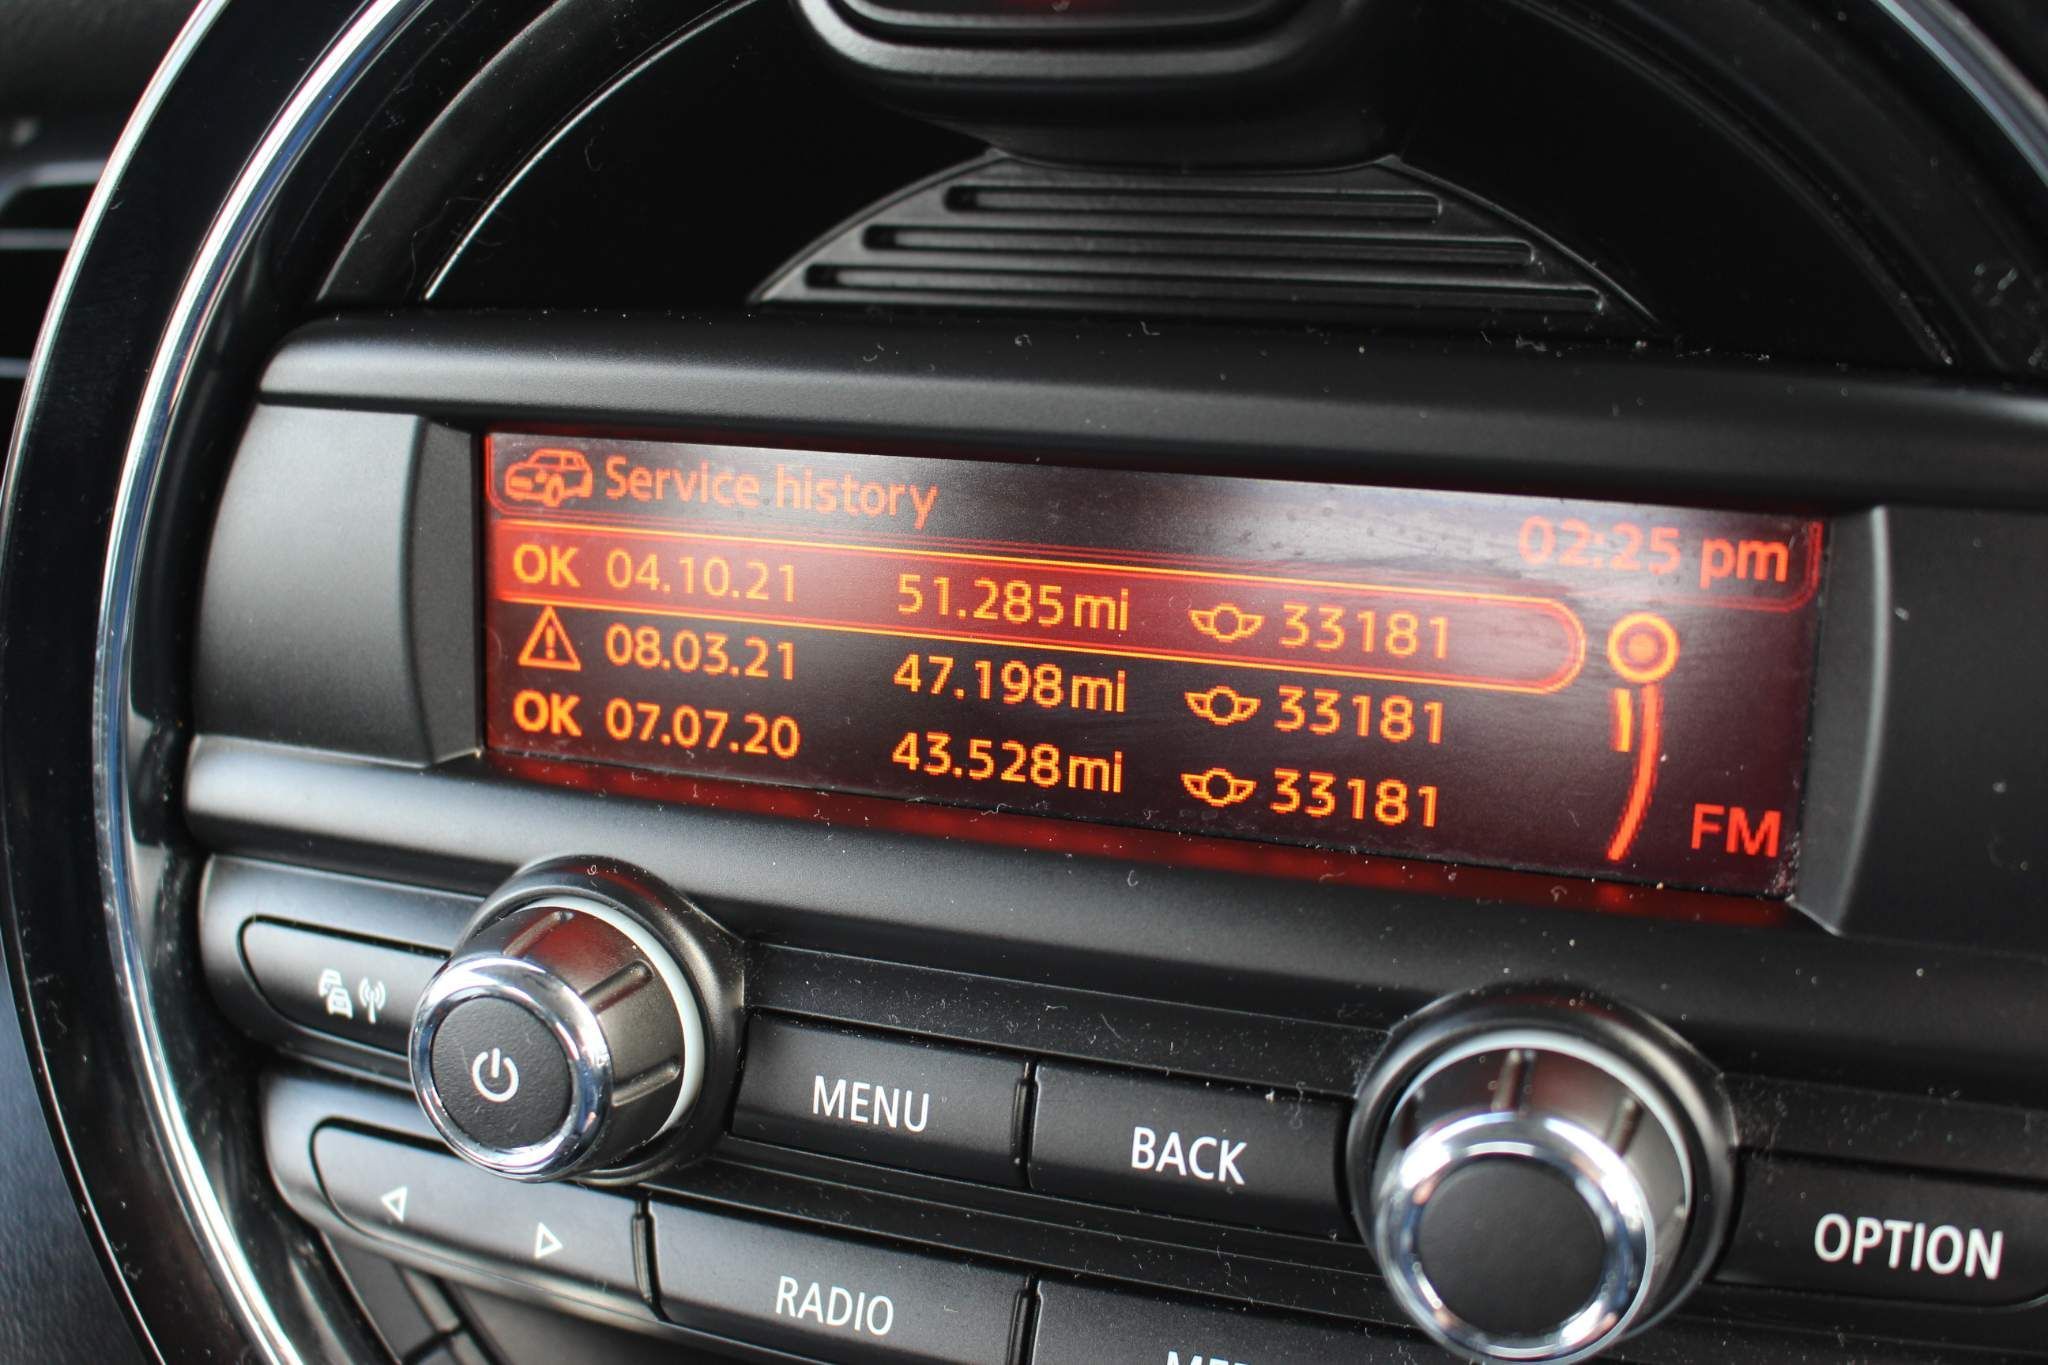 Service history
02:25 pm
OK 04.10.21 51.285mi 33181
08.03.21 47.198mi 33181
OK 07.07.20 43.528mi 33181
FM
MENU
BACK
OPTION
RADIO